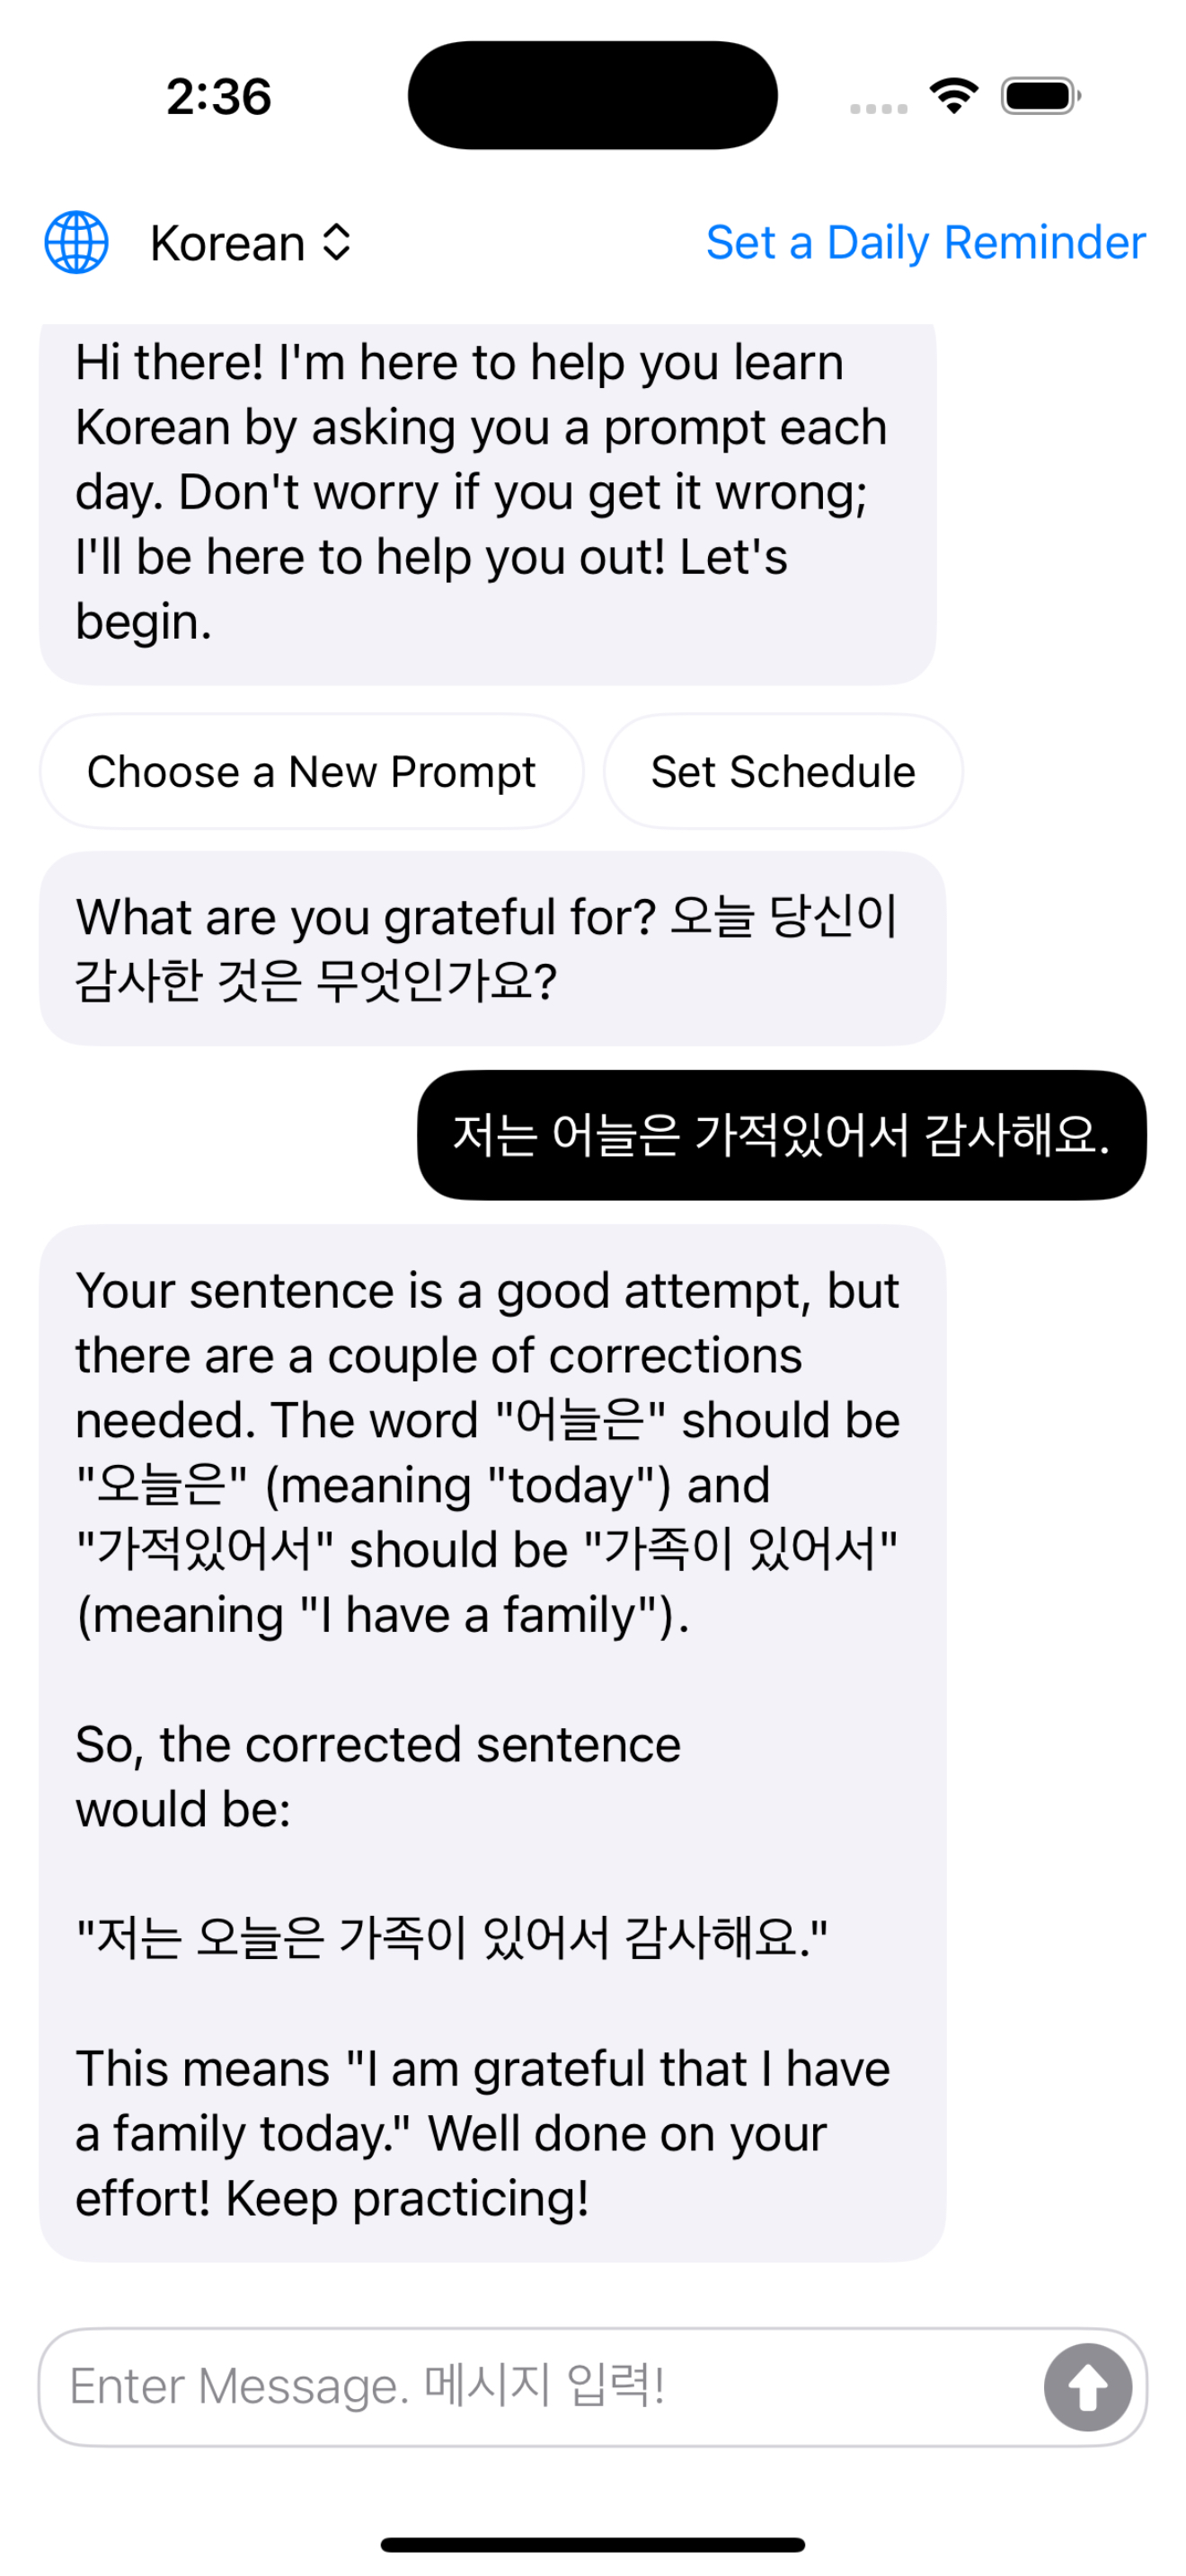 2:36
Korean
Set a Daily Reminder
Hi there! I'm here to help you learn
Korean by asking you a prompt each
day. Don't worry if you get it wrong;
I'll be here to help you out! Let's
begin.
Choose a New Prompt
Set Schedule
What are you grateful for? 오늘 당신이
감사한 것은 무엇인가요?
저는 어늘은 가적있어서 감사해요.
Your sentence is a good attempt, but
there are a couple of corrections
needed. The word "어늘은" should be
"오늘은" (meaning "today") and
"가적있어서" should be "가족이 있어서"
(meaning "I have a family").
So, the corrected sentence
would be:
"저는 오늘은 가족이 있어서 감사해요."
This means "I am grateful that I have
a family today." Well done on your
effort! Keep practicing!
Enter Message. 메시지 입력!